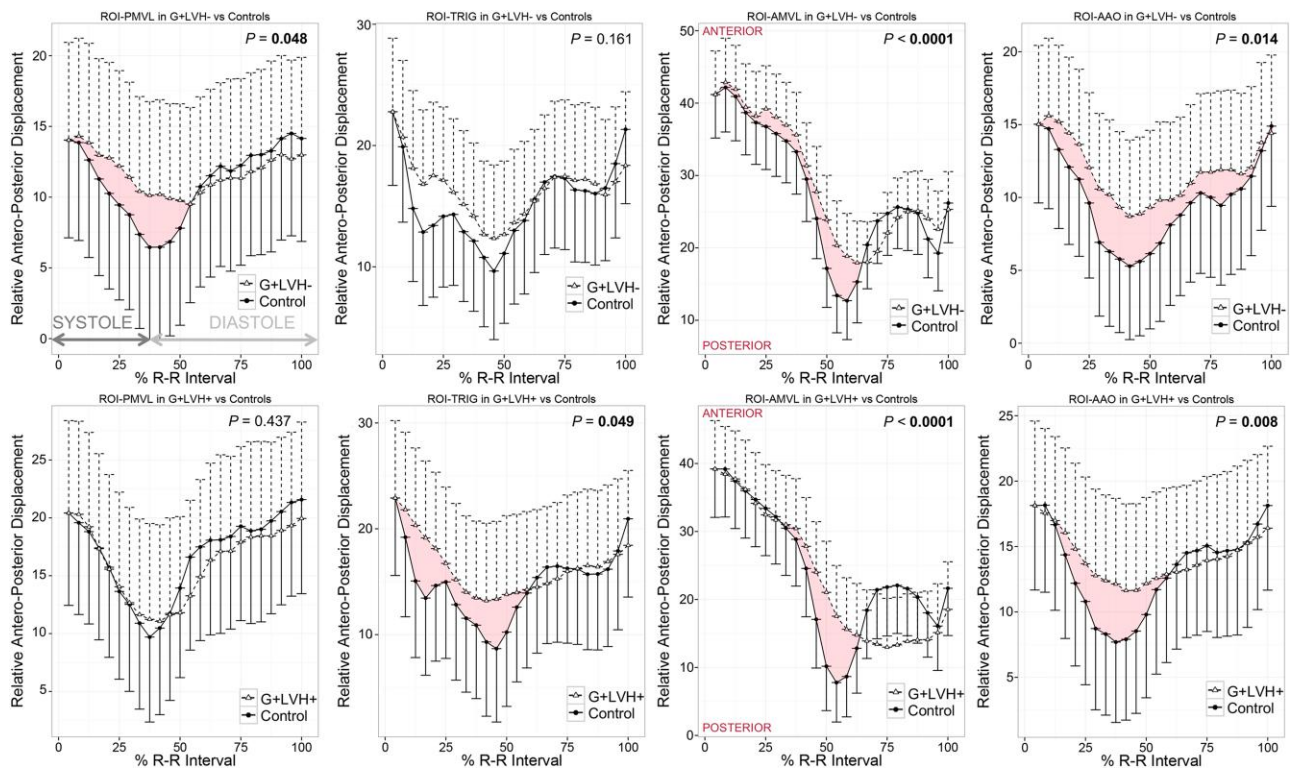 ROI-PMVL in G+LVH- vs Controls
Relative Antero-Posterior Displacement
20
15
10
5
0
P = 0.048
G+LVH-
Control
SYSTOLE
DIASTOLE
0 25 50 75 100
% R-R Interval
ROI-TRIG in G+LVH- vs Controls
Relative Antero-Posterior Displacement
30
20
10
P = 0.161
G+LVH-
Control
0 25 50 75 100
% R-R Interval
ROI-AMVL in G+LVH- vs Controls
Relative Antero-Posterior Displacement
50
40
30
20
10
ANTERIOR
P < 0.0001
G+LVH-
Control
POSTERIOR
0 25 50 75 100
% R-R Interval
ROI-AAO in G+LVH- vs Controls
Relative Antero-Posterior Displacement
20
15
10
5
0
P = 0.014
G+LVH-
Control
0 25 50 75 100
% R-R Interval
ROI-PMVL in G+LVH+ vs Controls
Relative Antero-Posterior Displacement
25
20
15
10
5
P = 0.437
G+LVH+
Control
0 25 50 75 100
% R-R Interval
ROI-TRIG in G+LVH+ vs Controls
Relative Antero-Posterior Displacement
30
20
10
P = 0.049
G+LVH+
Control
0 25 50 75 100
% R-R Interval
ROI-AMVL in G+LVH+ vs Controls
Relative Antero-Posterior Displacement
40
30
20
10
0
ANTERIOR
P < 0.0001
G+LVH+
Control
POSTERIOR
0 25 50 75 100
% R-R Interval
ROI-AAO in G+LVH+ vs Controls
Relative Antero-Posterior Displacement
25
20
15
10
5
P = 0.008
G+LVH+
Control
0 25 50 75 100
% R-R Interval